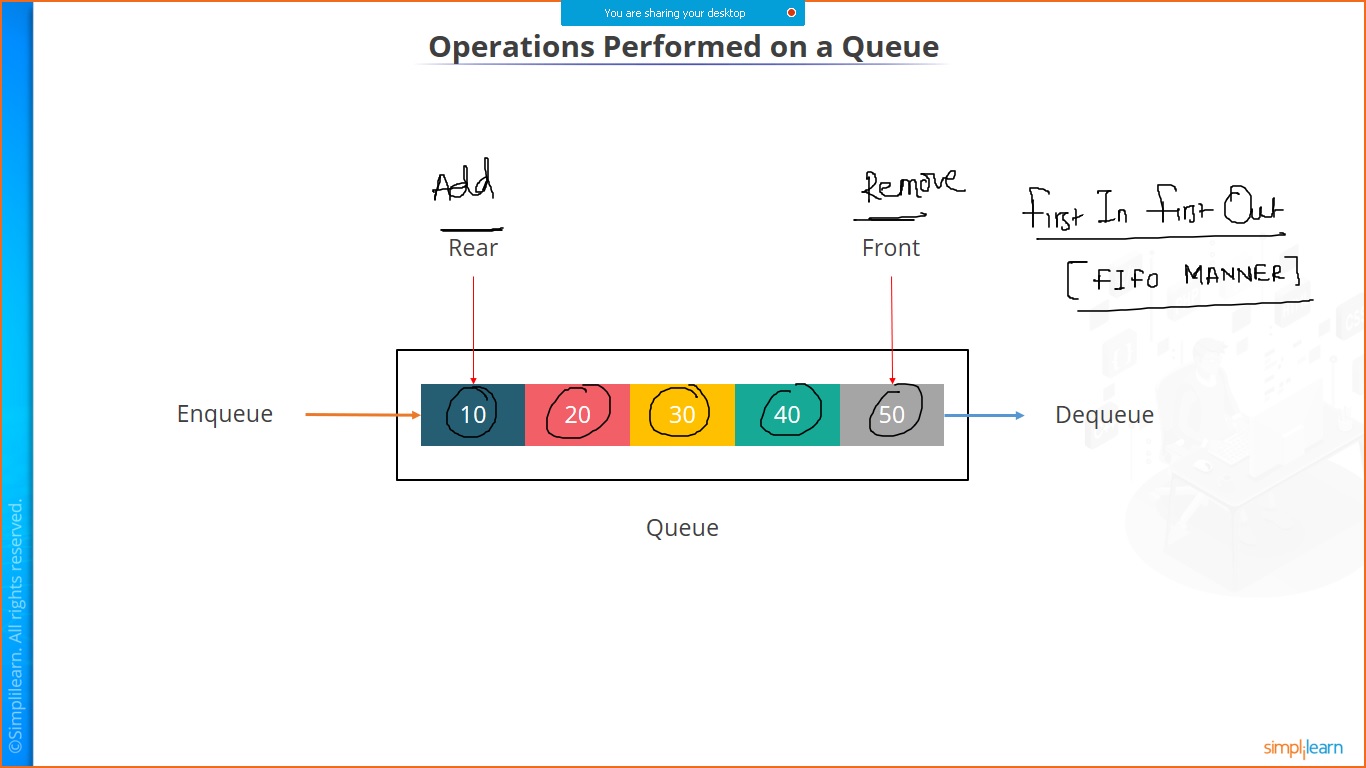 You are sharing your desktop
Operations Performed on a Queue
Add
Remove
First In First Out
Rear
Front
[FIFO MANNER]
Enqueue
10 20 30 40 50
Dequeue
Queue
©Simplilearn. All rights reserved.
simplilearn